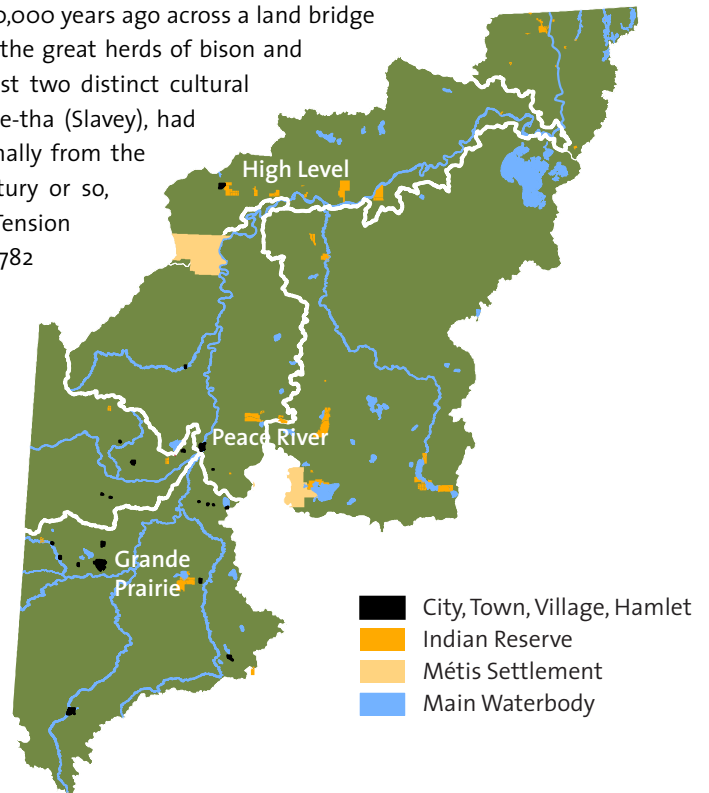 0,000 years ago across a land bridge
the great herds of bison and
st two distinct cultural
e-tha (Slavey), had
nally from the
tury or so,
Tension
782
High Level
Peace River
Grande
Prairie
City, Town, Village, Hamlet
Indian Reserve
Métis Settlement
Main Waterbody